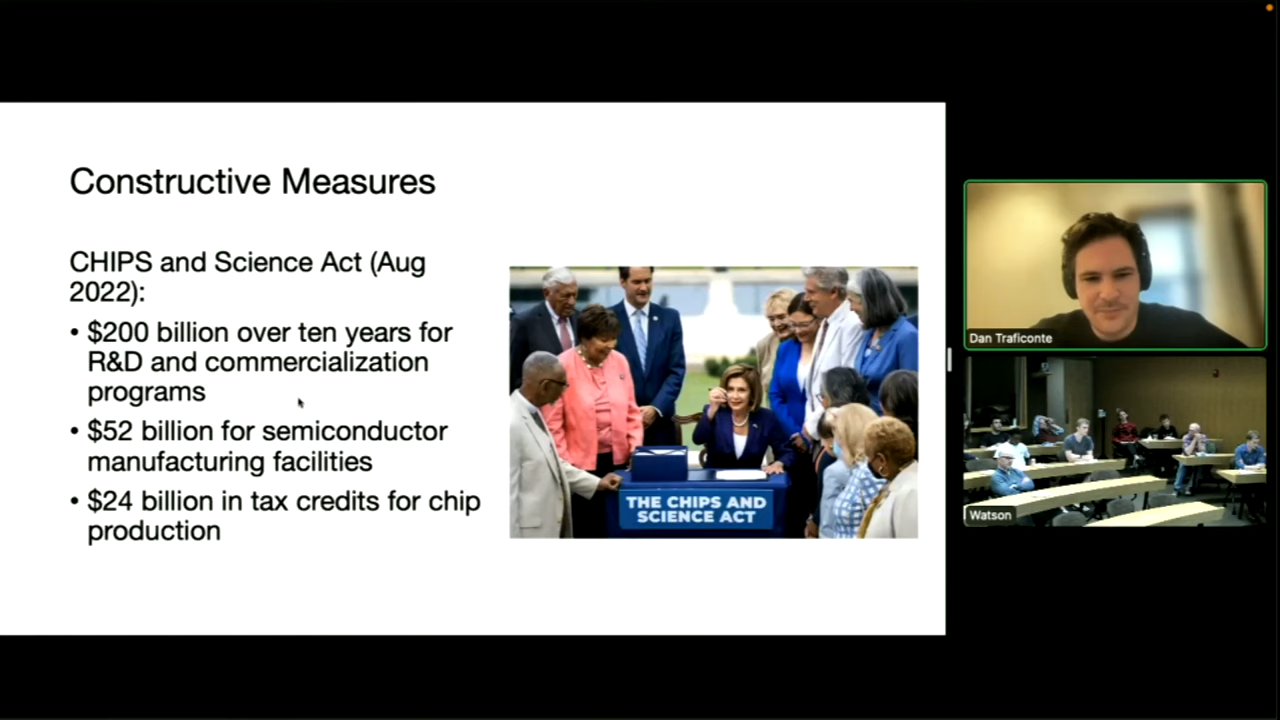 Constructive Measures
CHIPS and Science Act (Aug
2022):
• $200 billion over ten years for
R&D and commercialization
programs
• $52 billion for semiconductor
manufacturing facilities
• $24 billion in tax credits for chip
production
THE CHIPS AND
SCIENCE ACT
Dan Traficonte
Watson